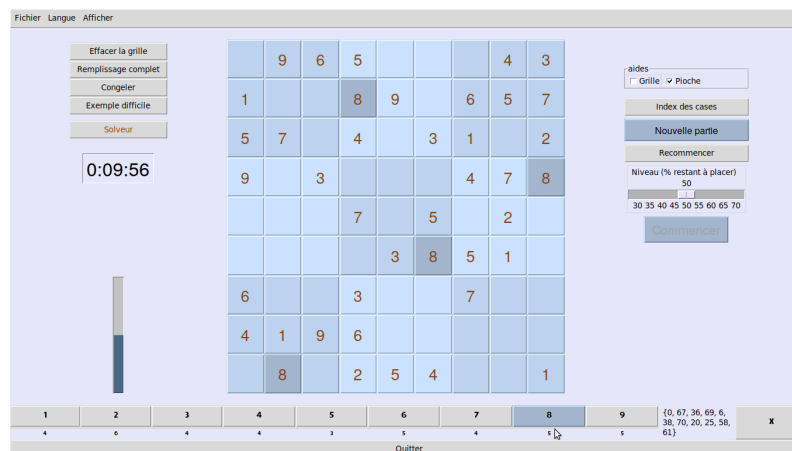 Fichier Langue Afficher
Effacer la grille
Remplissage complet
Congeler
Exemple difficile
Solveur
0:09:56
9 6 5 4 3
1 8 9 6 5 7
5 7 4 3 1 2
9 3 4 7 8
7 5 2
3 8 5 1
6 3 7
4 1 9 6
8 2 5 4 1
aides
Grille Pioche
Index des cases
Nouvelle partie
Recommencer
Niveau (% restant à placer)
50
30 35 40 45 50 55 60 65 70
Commencer
1 2 3 4 5 6 7 8 9
4 6 4 4 3 5 4 5 5
{0, 67, 36, 69, 6,
38, 70, 20, 25, 58,
61}
x
Quitter